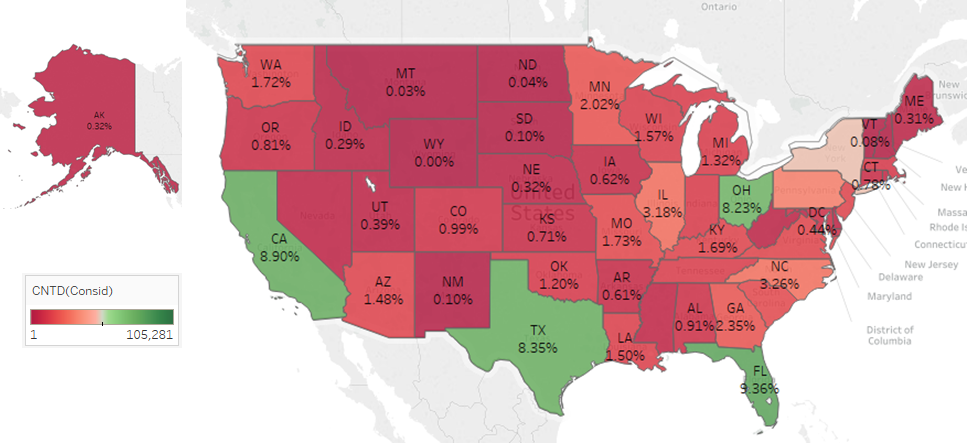 Ontario
WA
1.72%
MT
0.03%
ND
0.04%
MN
2.02%
New
Brunswick
ME
0.31%
AK
0.32%
OR
0.81%
ID
0.29%
SD
0.10%
WI
1.57%
VT
0.08%
WY
0.00%
MI
1.32%
NE
0.32%
IA
0.62%
CT
0.78%
Ve
New H
Massa
Rhode Is
Connecticu
New Jersey
Delaware
Maryland
District of
Columbia
United
States
UT
0.39%
CO
0.99%
KS
0.71%
MO
1.73%
IL
3.18%
OH
8.23%
DC
0.44%
KY
1.69%
CA
8.90%
AZ
1.48%
NM
0.10%
OK
1.20%
AR
0.61%
NC
3.26%
TX
8.35%
LA
1.50%
AL
0.91%
GA
2.35%
FL
9.36%
CNTD(Consid)
1
105,281